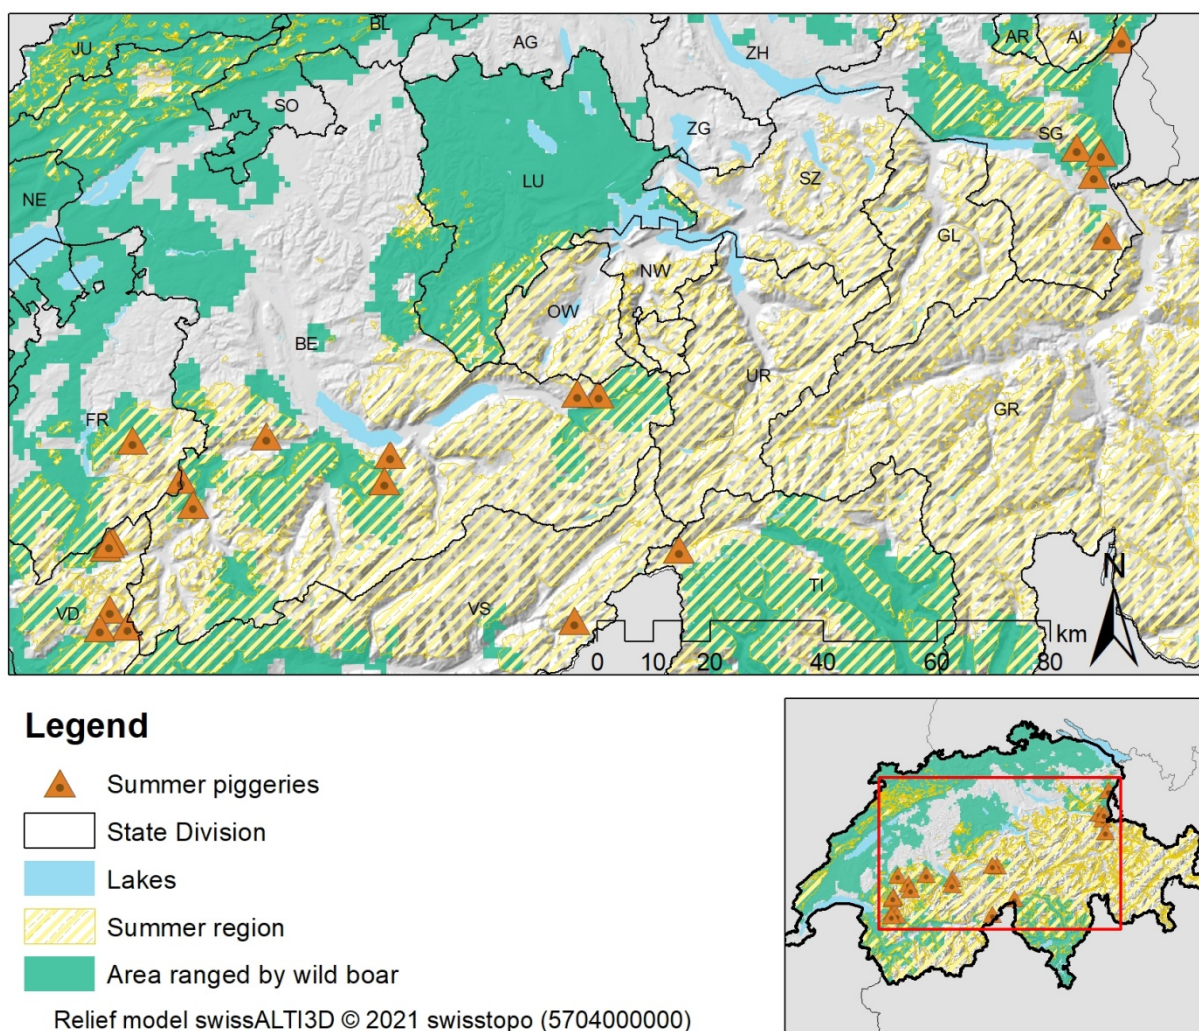 BL
JU
AG
ZH
AR
AI
SO
ZG
SG
NE
LU
SZ
GL
NW
OW
BE
UR
GR
FR
N
TI
VD
VS
km
0 10 20 40 60 80
Legend
Summer piggeries
State Division
Lakes
Summer region
Area ranged by wild boar
Relief model swissALTI3D © 2021 swisstopo (5704000000)